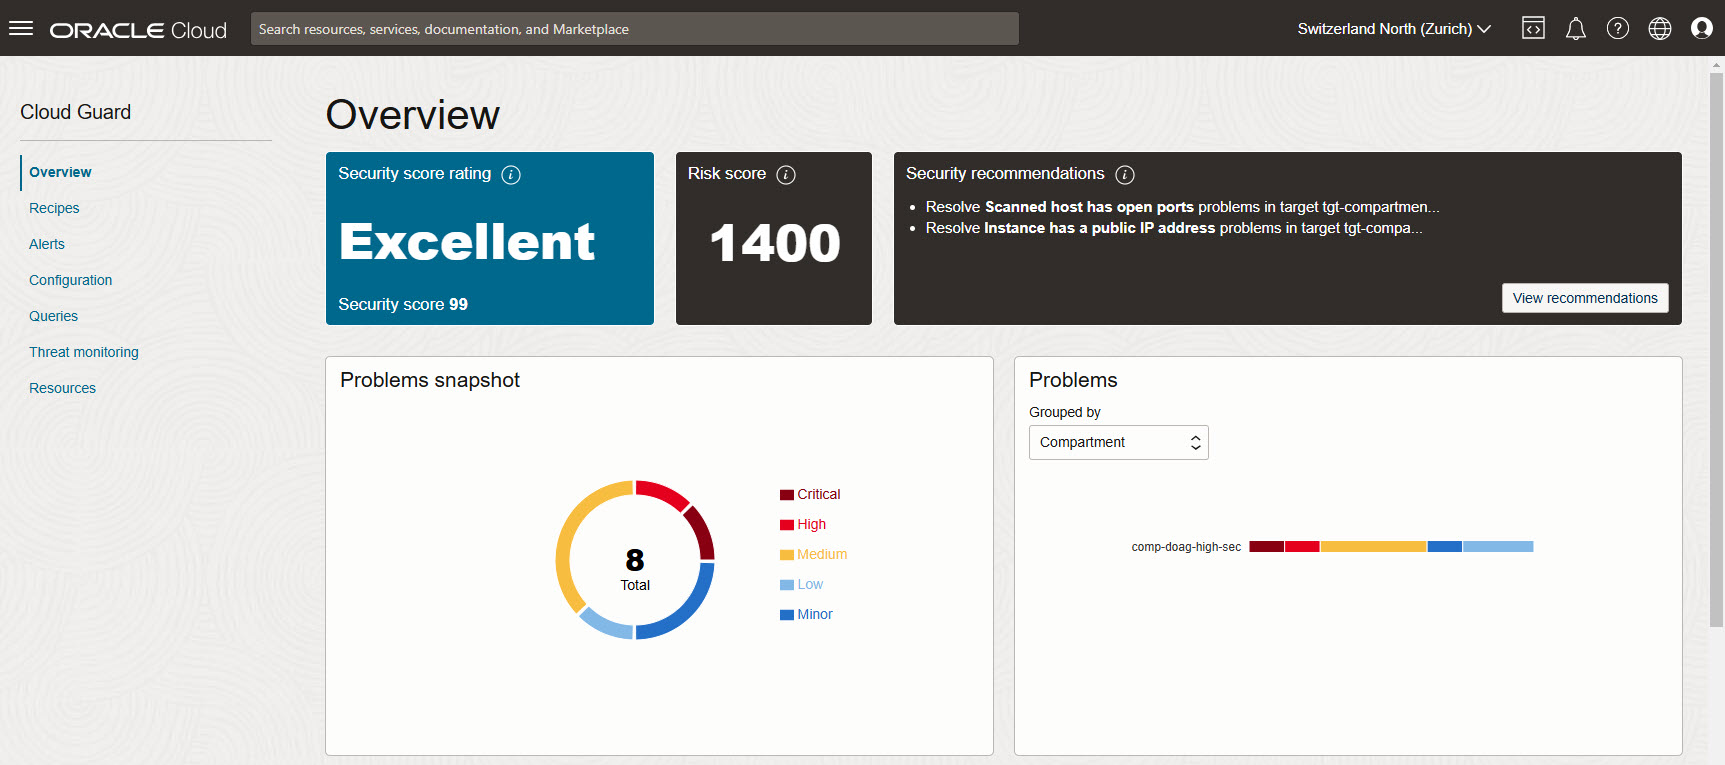 ORACLE Cloud
Search resources, services, documentation, and Marketplace
Switzerland North (Zurich)
Cloud Guard
Overview
Recipes
Alerts
Configuration
Queries
Threat monitoring
Resources
Overview
Security score rating
Excellent
Security score 99
Risk score
1400
Security recommendations
Resolve Scanned host has open ports problems in target tgt-compartmen...
Resolve Instance has a public IP address problems in target tgt-compa...
View recommendations
Problems snapshot
8
Total
Critical
High
Medium
Low
Minor
Problems
Grouped by
Compartment
comp-doag-high-sec